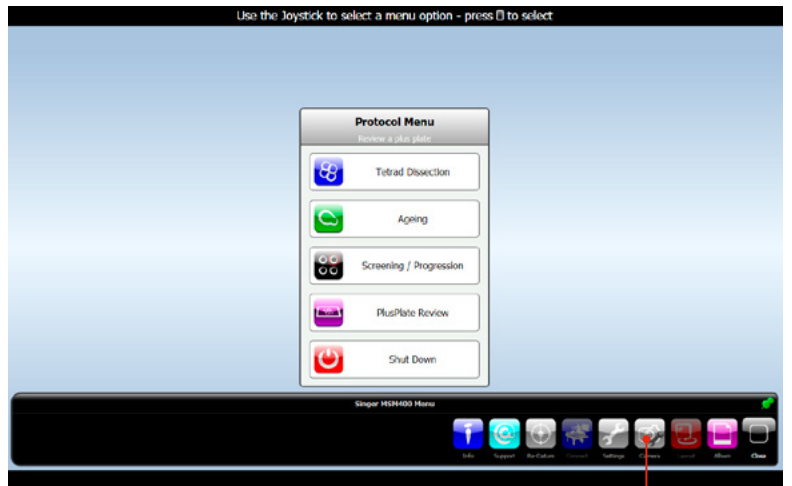 Use the Joystick to select a menu option - press to select
Protocol Menu
Review a plus plate
Tetrad Dissection
Ageing
Screening / Progression
PlusPlate Review
Shut Down
Singer MSM400 Menu
Info Support Re-Datum Connect Settings Camera Album Close